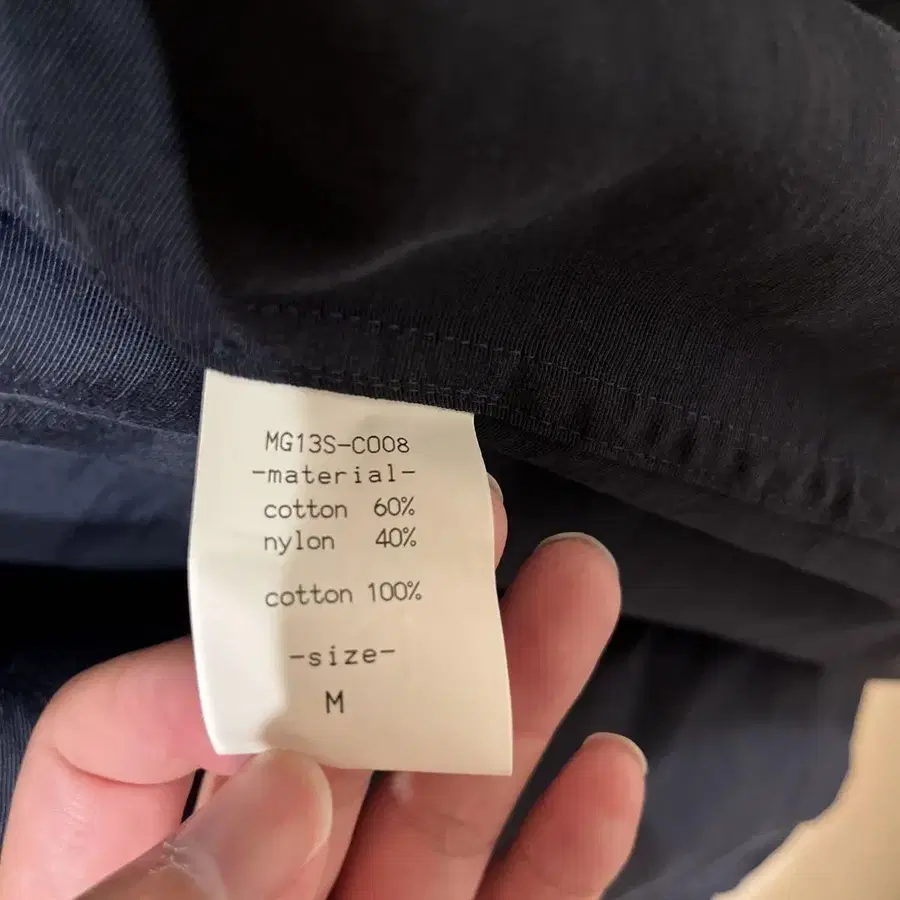 MG13S-C008
-material-
cotton 60%
nylon 40%
cotton 100%
-size-
M